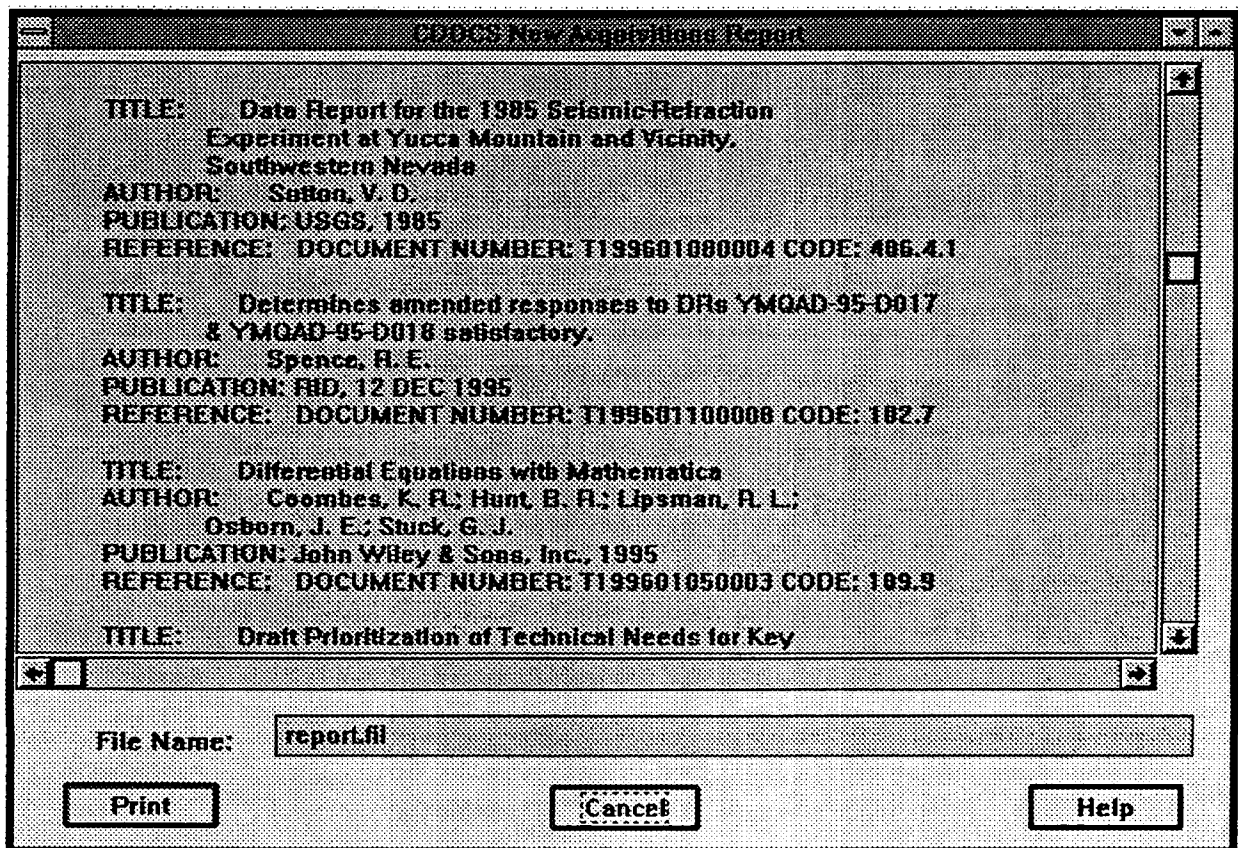 CDOCS New Acquisitions Report
TITLE: Data Report for the 1985 Seismic-Refraction
Experiment at Yucca Mountain and Vicinity,
Southwestern Nevada
AUTHOR: Sutton, V. D.
PUBLICATION: USGS, 1985
REFERENCE: DOCUMENT NUMBER: T199601080004 CODE: 406.4.1
TITLE: Determines amended responses to DRs YMQAD-95-D017
& YMQAD-95-D018 satisfactory.
AUTHOR: Spence, R. E.
PUBLICATION: RID, 12 DEC 1995
REFERENCE: DOCUMENT NUMBER: T199601100008 CODE: 102.7
TITLE: Differential Equations with Mathematica
AUTHOR: Coombes, K. R.; Hunt, B. R.; Lipsman, R. L.;
Osborn, J. E.; Stuck, G. J.
PUBLICATION: John Wiley & Sons, Inc., 1995
REFERENCE: DOCUMENT NUMBER: T199601050003 CODE: 109.9
TITLE: Draft Prioritization of Technical Needs for Key
File Name: report.fil
Print Cancel Help